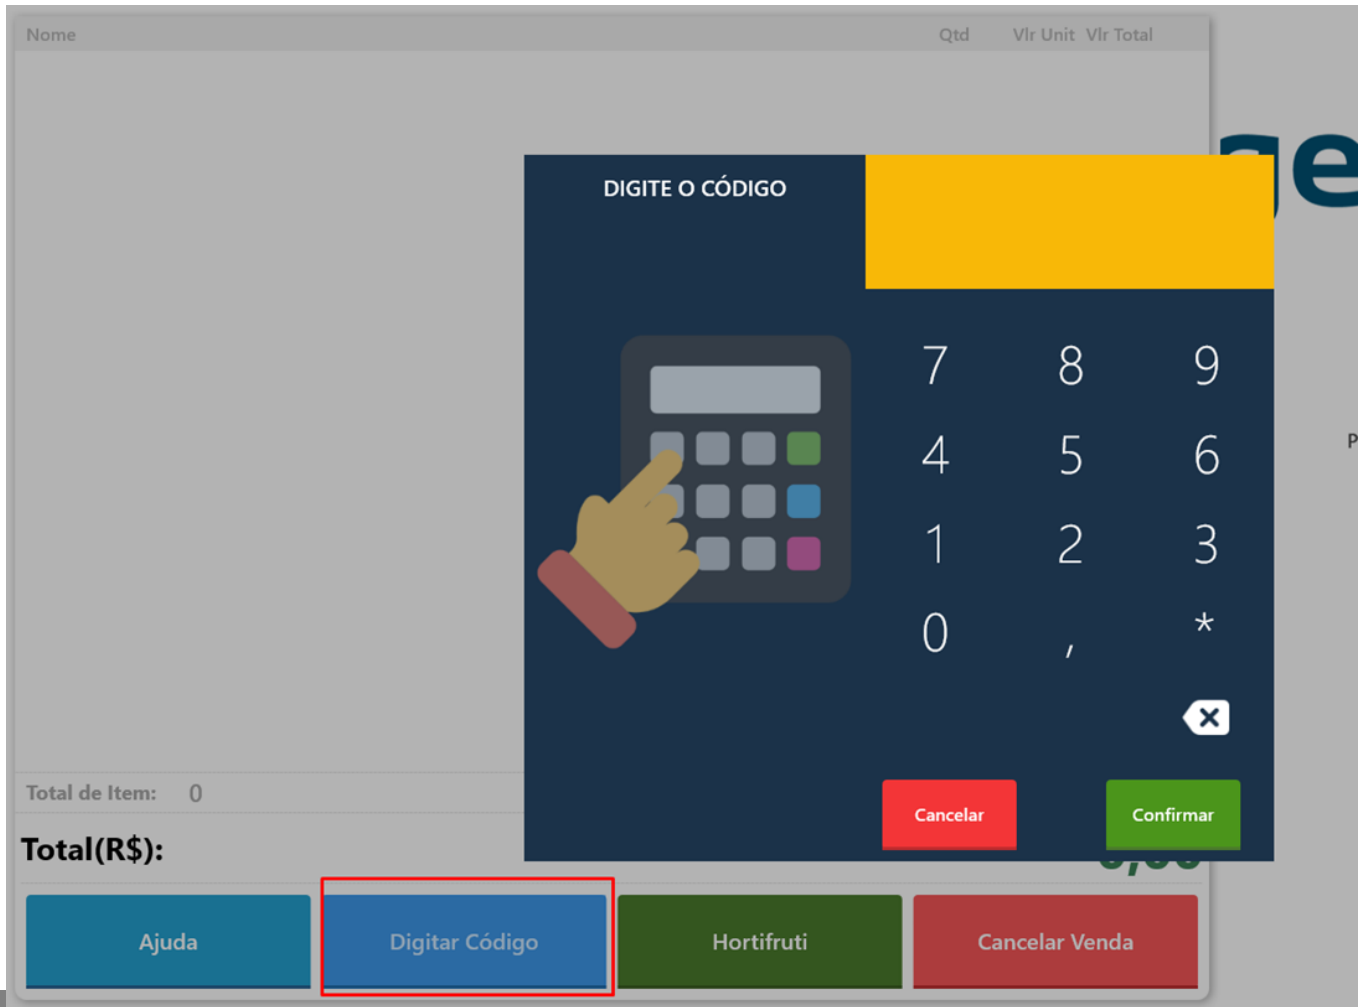 Nome Qtd Vlr Unit Vlr Total
ge
DIGITE O CÓDIGO
7 8 9
4 5 6
P
1 2 3
0 , *
Total de Item: 0
Cancelar Confirmar
Total(R$):
Ajuda Digitar Código Hortifruti Cancelar Venda